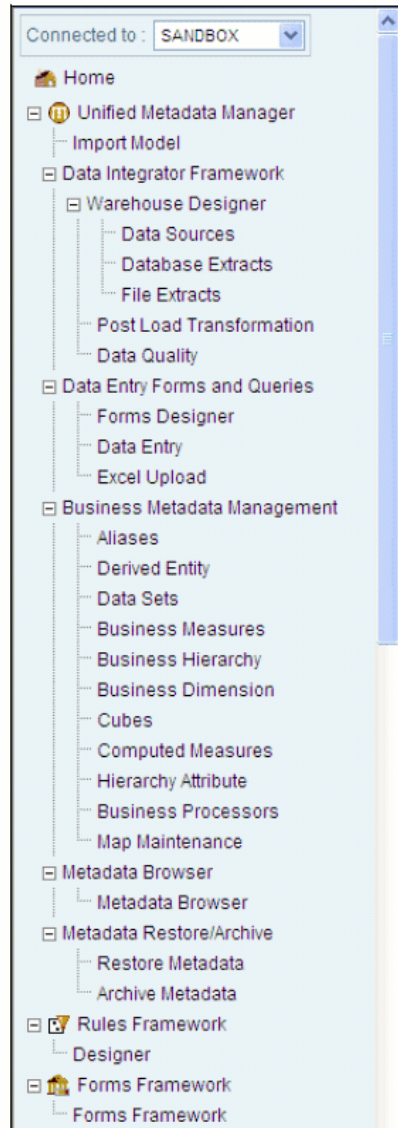 Connected to : SANDBOX
Home
Unified Metadata Manager
Import Model
Data Integrator Framework
Warehouse Designer
Data Sources
Database Extracts
File Extracts
Post Load Transformation
Data Quality
Data Entry Forms and Queries
Forms Designer
Data Entry
Excel Upload
Business Metadata Management
Aliases
Derived Entity
Data Sets
Business Measures
Business Hierarchy
Business Dimension
Cubes
Computed Measures
Hierarchy Attribute
Business Processors
Map Maintenance
Metadata Browser
Metadata Browser
Metadata Restore/Archive
Restore Metadata
Archive Metadata
Rules Framework
Designer
Forms Framework
Forms Framework